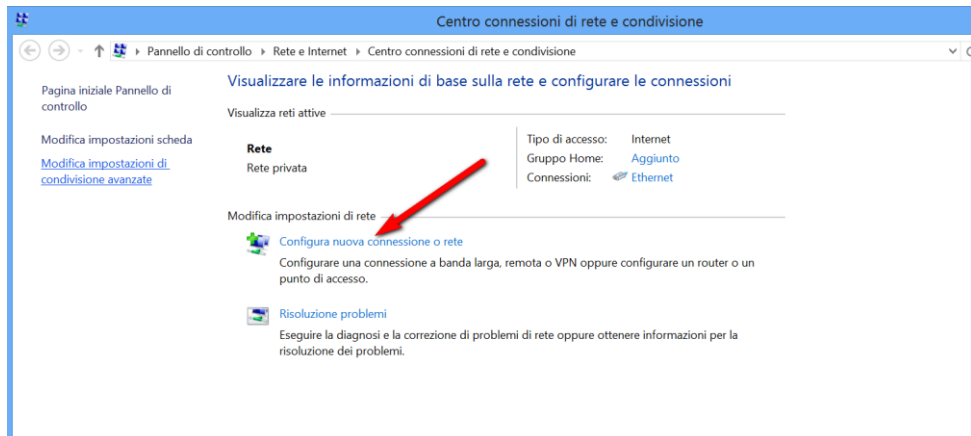 Centro connessioni di rete e condivisione
Pannello di controllo Rete e Internet Centro connessioni di rete e condivisione
Pagina iniziale Pannello di
controllo
Modifica impostazioni scheda
Modifica impostazioni di
condivisione avanzate
Visualizzare le informazioni di base sulla rete e configurare le connessioni
Visualizza reti attive
Rete
Rete privata
Tipo di accesso: Internet
Gruppo Home: Aggiunto
Connessioni: Ethernet
Modifica impostazioni di rete
Configura nuova connessione o rete
Configurare una connessione a banda larga, remota o VPN oppure configurare un router o un
punto di accesso.
Risoluzione problemi
Eseguire la diagnosi e la correzione di problemi di rete oppure ottenere informazioni per la
risoluzione dei problemi.